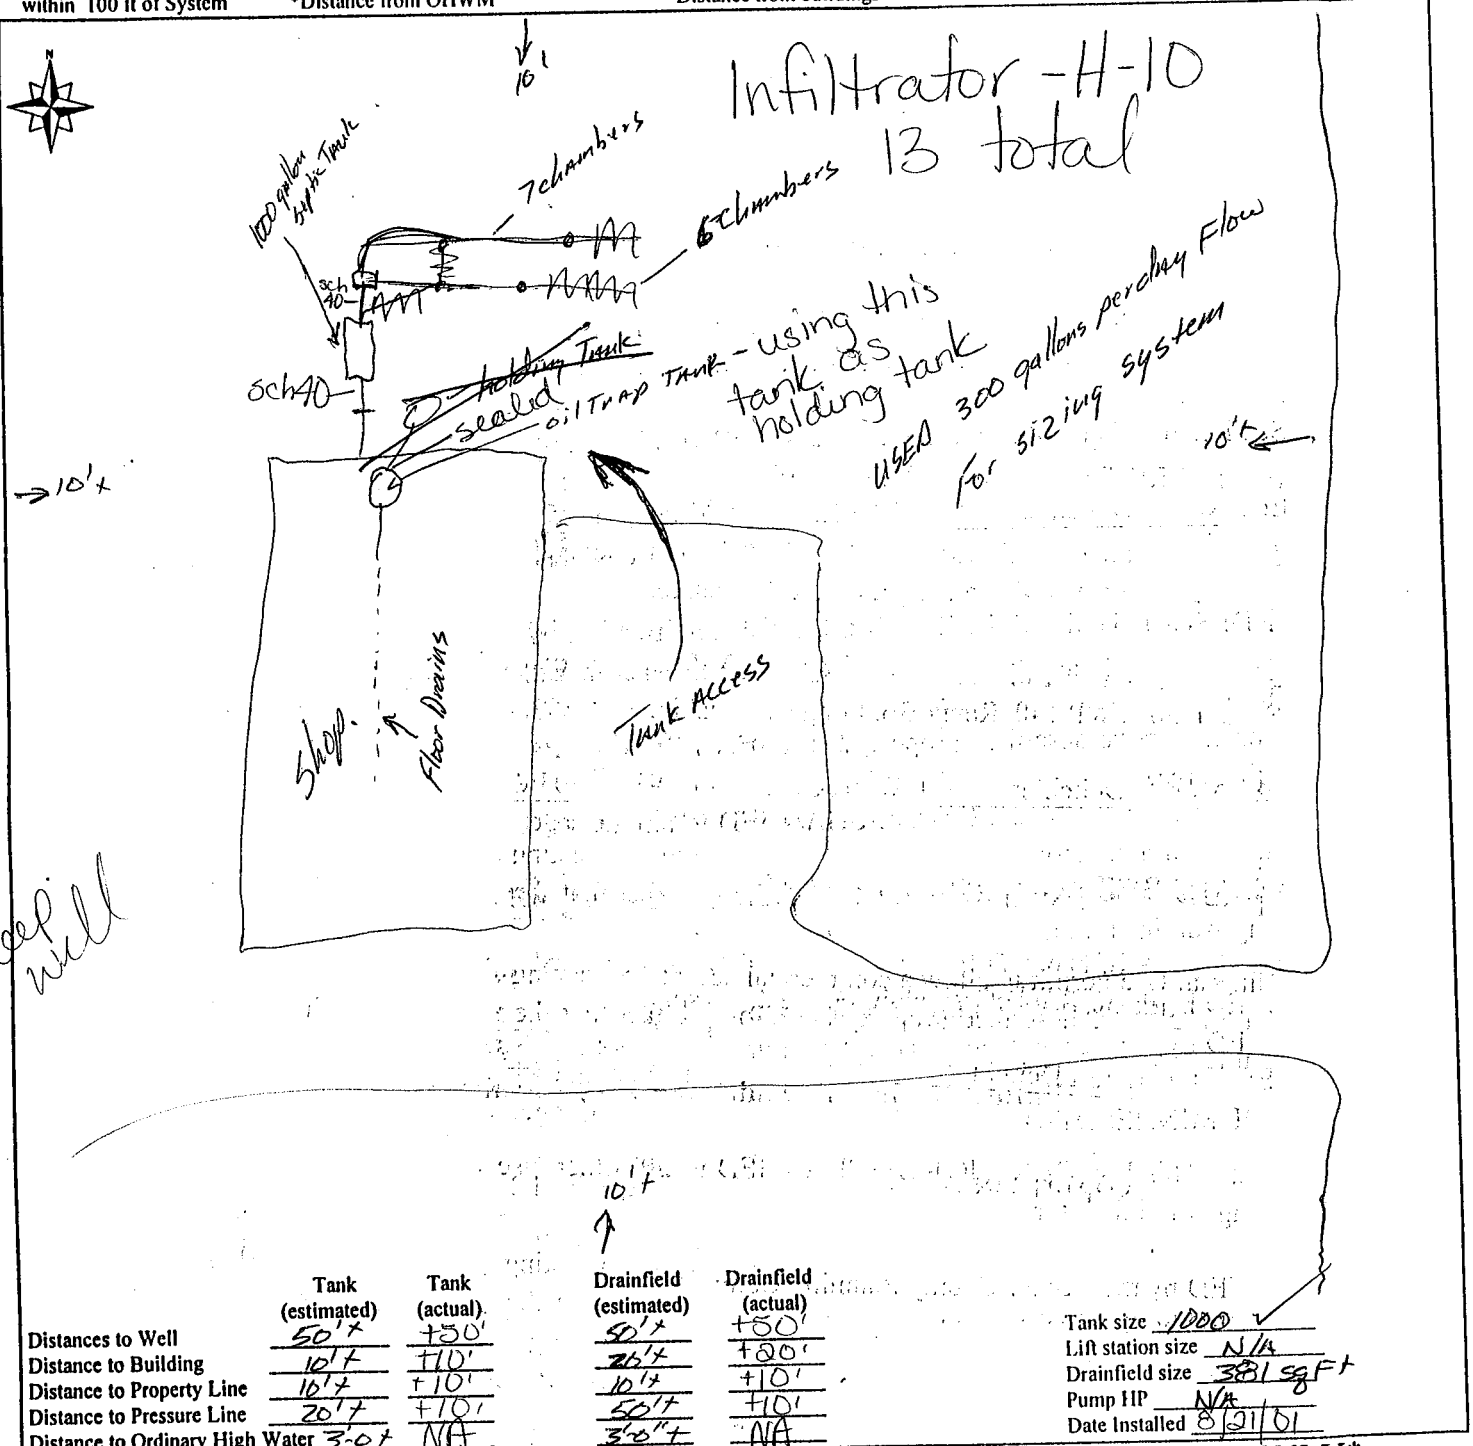 within 100 ft of System
*Distance from OHWM
N
10'
Infiltrator - H-10
13 total
1000 gallon
Septic Tank
7 chambers
6 Chambers
sch
40
Sch40
holding Tank
sealed
oil TRAP TANK - using this
tank as
holding tank
USED 300 gallons per day Flow
For sizing system
10'+
10'+
Shop.
Floor Drains
Tank Access
well
10'+
Tank
(estimated)
Tank
(actual)
Drainfield
(estimated)
Drainfield
(actual)
Distances to Well 50'+ +50' 50'+ +50'
Distance to Building 10'+ +10' 20'+ +20'
Distance to Property Line 10'+ +10' 10'+ +10'
Distance to Pressure Line 20'+ +10' 50'+ +10'
Distance to Ordinary High Water 3'0+ NA 3'0"+ NA
Tank size 1000
Lift station size N/A
Drainfield size 381 sq Ft
Pump HP N/A
Date Installed 8/21/01